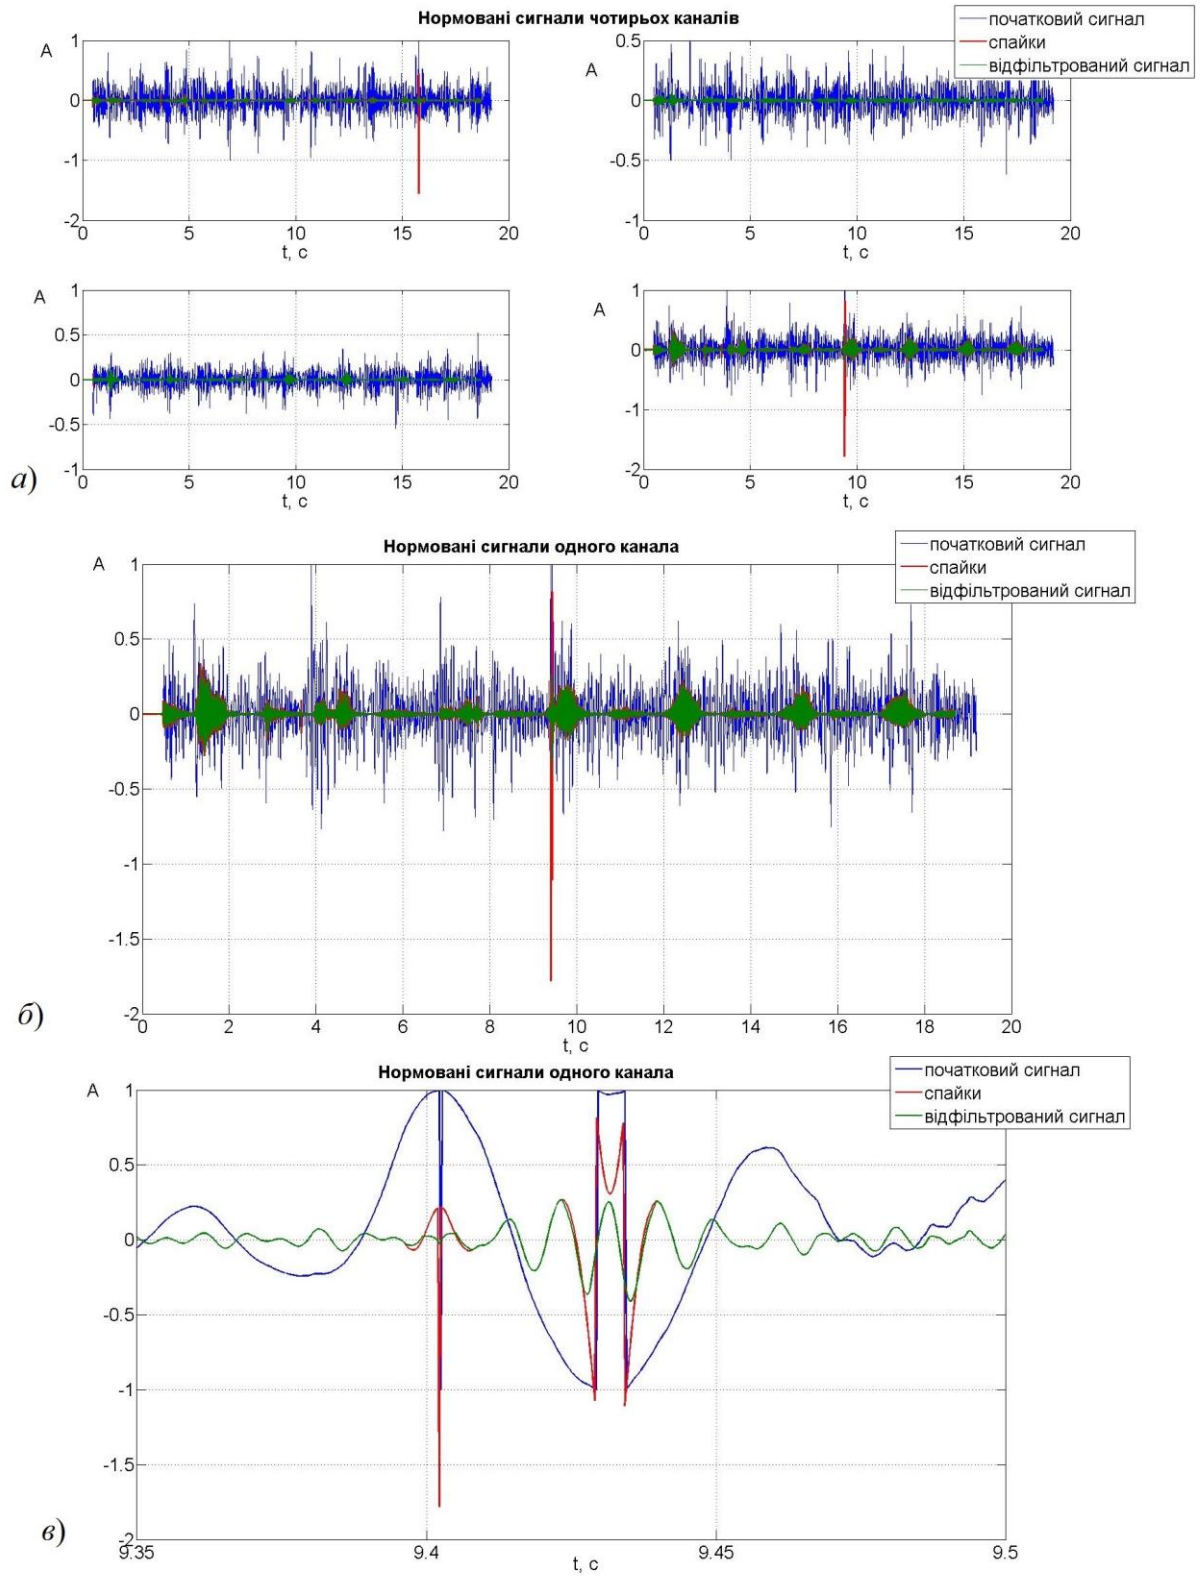 Нормовані сигнали чотирьох каналів
початковий сигнал
спайки
відфільтрований сигнал
A
1
0
-1
-2
0 5 10 15 20
t, с
A
0.5
0
-0.5
-1
0 5 10 15 20
t, с
A
1
0.5
0
-0.5
-1
0 5 10 15 20
t, с
A
1
0
-1
-2
0 5 10 15 20
t, с
а)
Нормовані сигнали одного канала
початковий сигнал
спайки
відфільтрований сигнал
A
1
0.5
0
-0.5
-1
-1.5
-2
0 2 4 6 8 10 12 14 16 18 20
t, с
б)
Нормовані сигнали одного канала
початковий сигнал
спайки
відфільтрований сигнал
A
1
0.5
0
-0.5
-1
-1.5
-2
9.35 9.4 9.45 9.5
t, с
в)